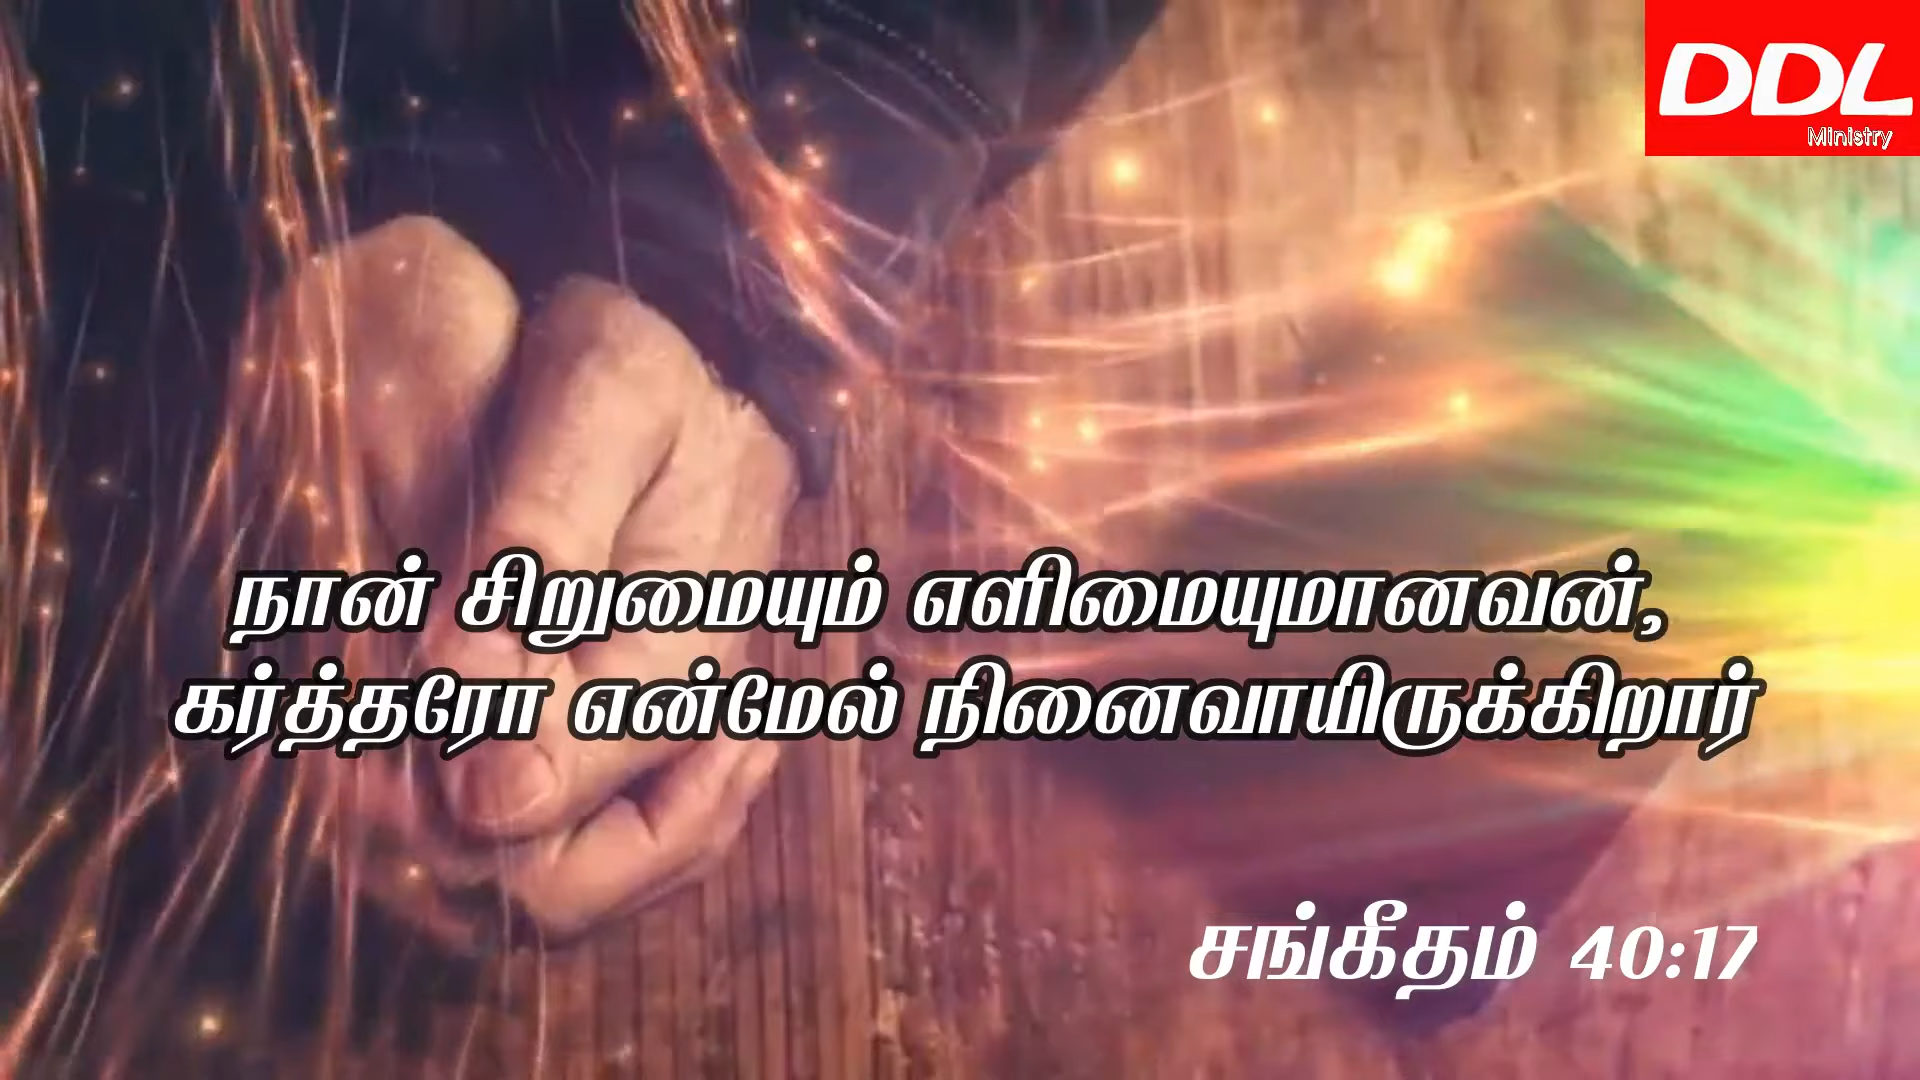 DDL
Ministry
நான் சிறுமையும் எளிமையுமானவன்,
கர்த்தரோ என்மேல் நினைவாயிருக்கிறார்
சங்கீதம் 40:17